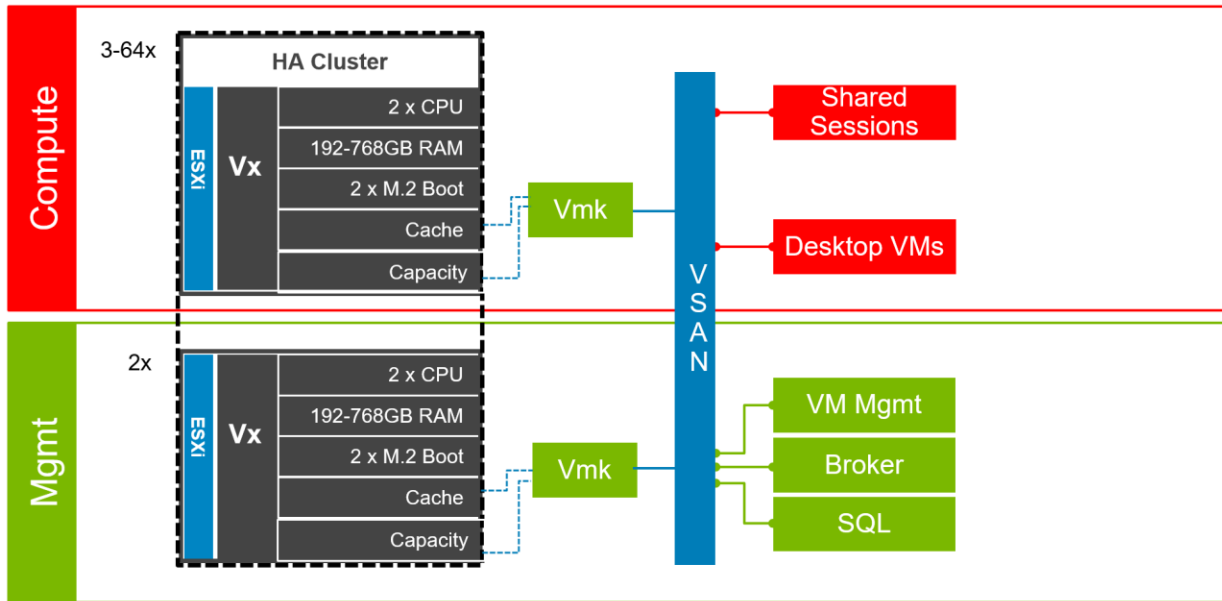 Compute
3-64x
HA Cluster
ESXi
Vx
2 x CPU
192-768GB RAM
2 x M.2 Boot
Cache
Capacity
Vmk
VSAN
Shared
Sessions
Desktop VMs
Mgmt
2x
ESXi
Vx
2 x CPU
192-768GB RAM
2 x M.2 Boot
Cache
Capacity
Vmk
VM Mgmt
Broker
SQL